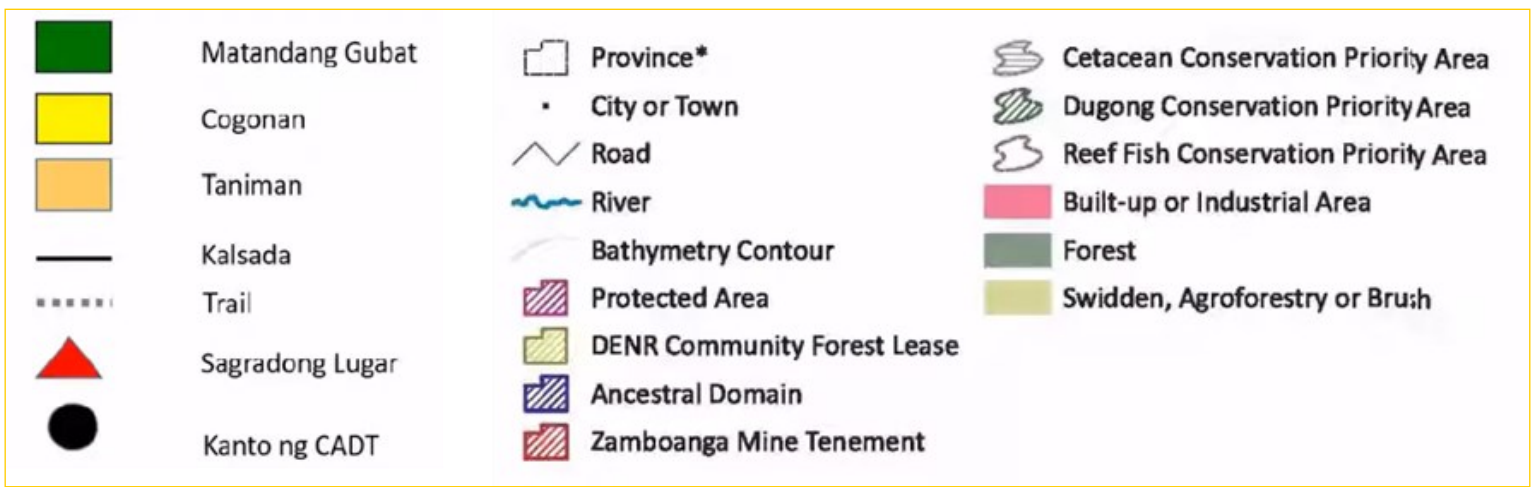 Matandang Gubat
Cogonan
Taniman
Kalsada
Trail
Sagradong Lugar
Kanto ng CADT
Province*
City or Town
Road
River
Bathymetry Contour
Protected Area
DENR Community Forest Lease
Ancestral Domain
Zamboanga Mine Tenement
Cetacean Conservation Priority Area
Dugong Conservation Priority Area
Reef Fish Conservation Priority Area
Built-up or Industrial Area
Forest
Swidden, Agroforestry or Brush